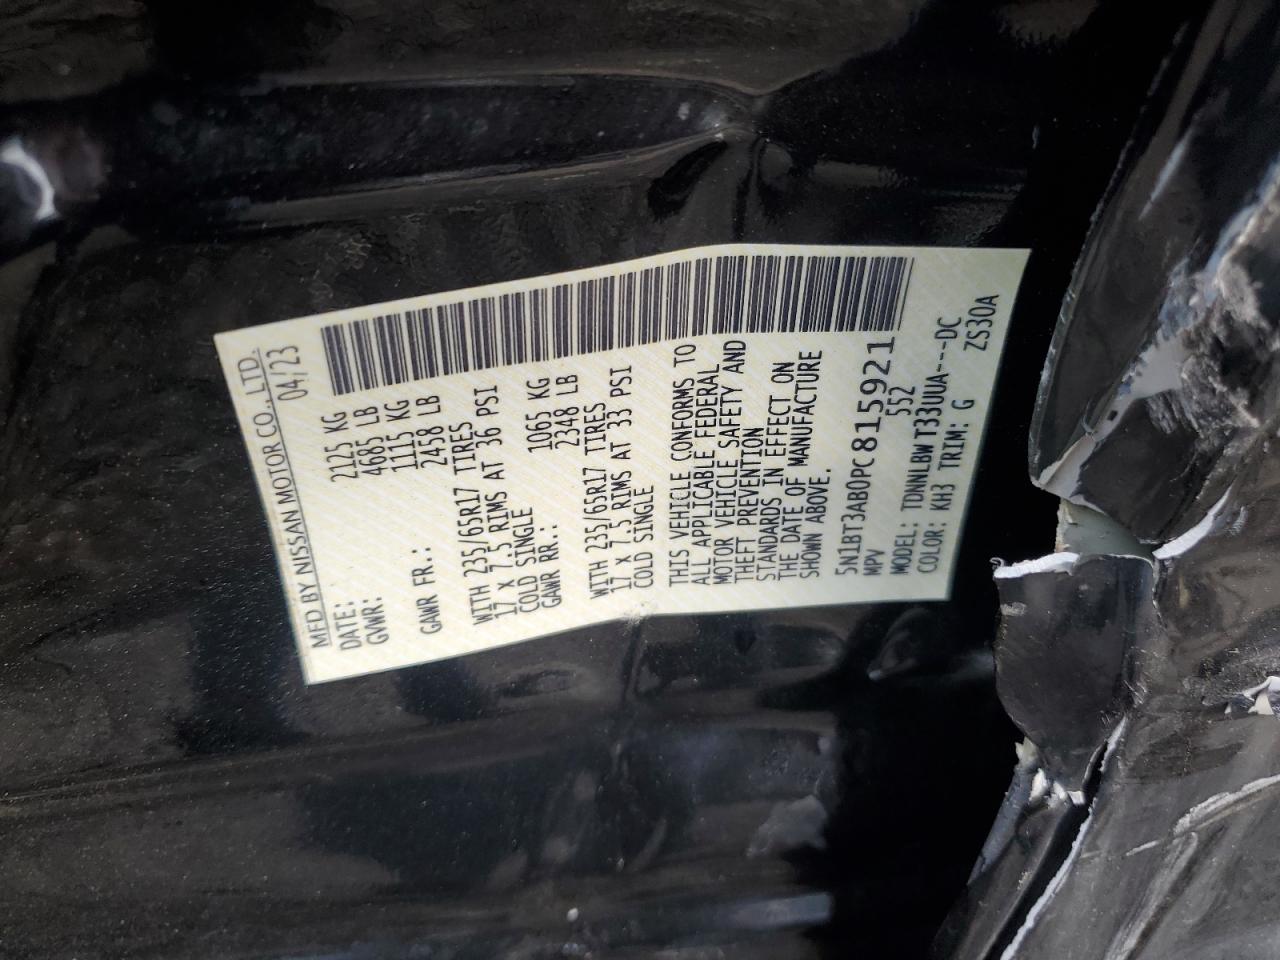 MFD BY NISSAN MOTOR CO., LTD.
DATE: 04/23
GVWR: 2125 KG
4685 LB
GAWR FR.: 1115 KG
2458 LB
WITH 235/65R17 TIRES
17 X 7.5 RIMS AT 36 PSI
COLD SINGLE
GAWR RR.: 1065 KG
2348 LB
WITH 235/65R17 TIRES
17 X 7.5 RIMS AT 33 PSI
COLD SINGLE
THIS VEHICLE CONFORMS TO
ALL APPLICABLE FEDERAL
MOTOR VEHICLE SAFETY AND
THEFT PREVENTION
STANDARDS IN EFFECT ON
THE DATE OF MANUFACTURE
SHOWN ABOVE.
5N1BT3AB0PC815921
MPV 552
MODEL: TDNNLBW T33UUA---DC
COLOR: KH3 TRIM: G ZS30A